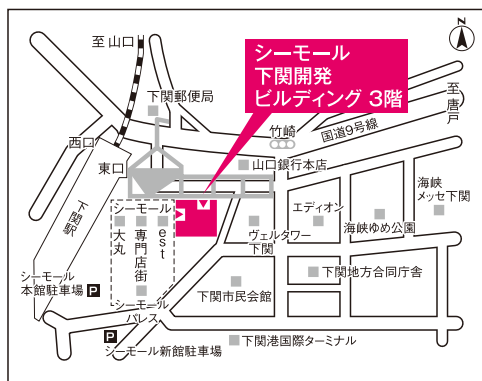 N
至 山口
シーモール
下関開発
ビルディング 3階
至唐戸
下関郵便局
竹崎
国道9号線
西口
東口
山口銀行本店
下関駅
シーモール
大丸
専門店街
est
シーモール
パレス
ヴェルタワー
下関
エディオン
海峡ゆめ公園
海峡
メッセ下関
シーモール
本館駐車場 P
下関市民会館
下関地方合同庁舎
P
シーモール新館駐車場
下関港国際ターミナル